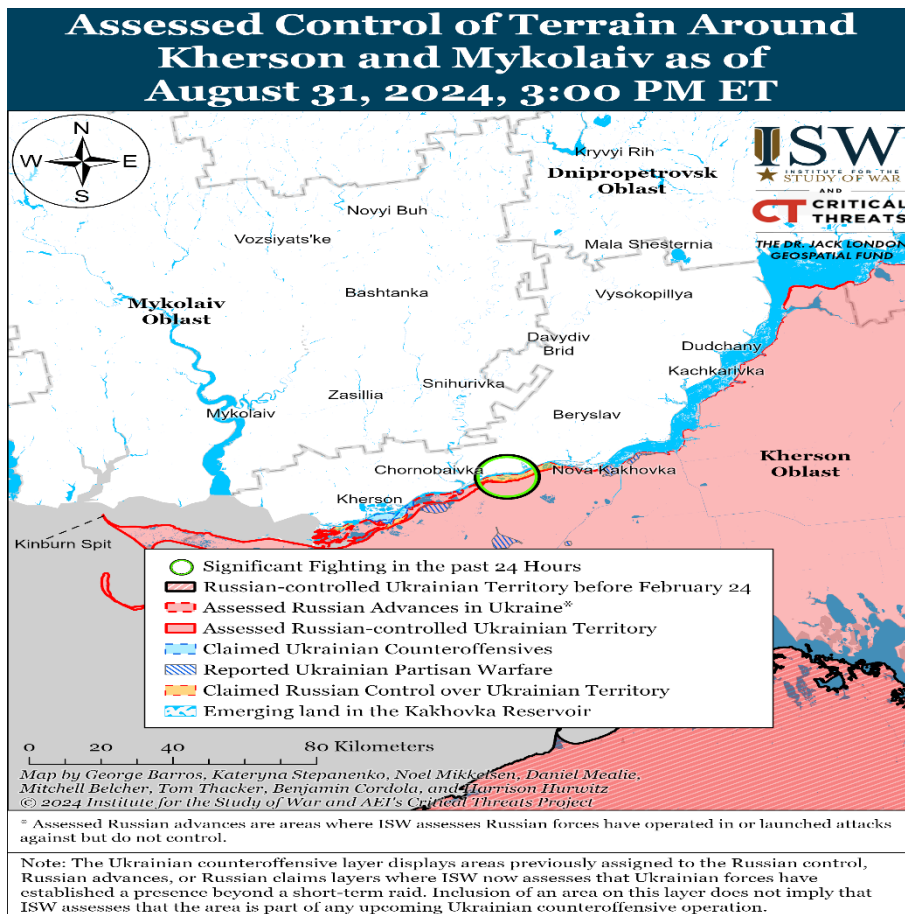 Assessed Control of Terrain Around
Kherson and Mykolaiv as of
August 31, 2024, 3:00 PM ET
N
W E
S
ISW
INSTITUTE FOR THE
STUDY OF WAR
AND
CT CRITICAL
THREATS
THE DR. JACK LONDON
GEOSPATIAL FUND
Kryvyi Rih
Dnipropetrovsk
Oblast
Novyi Buh
Vozsiyats'ke
Mala Shesternia
Bashtanka
Vysokopillya
Mykolaiv
Oblast
Davydiv
Brid
Dudchany
Kachkarivka
Snihurivka
Zasillia
Mykolaiv
Beryslav
Kherson
Oblast
Chornobaivka
Nova Kakhovka
Kherson
Kinburn Spit
Significant Fighting in the past 24 Hours
Russian-controlled Ukrainian Territory before February 24
Assessed Russian Advances in Ukraine*
Assessed Russian-controlled Ukrainian Territory
Claimed Ukrainian Counteroffensives
Reported Ukrainian Partisan Warfare
Claimed Russian Control over Ukrainian Territory
Emerging land in the Kakhovka Reservoir
0 20 40 80 Kilometers
Map by George Barros, Kateryna Stepanenko, Noel Mikkelsen, Daniel Mealie,
Mitchell Belcher, Tom Thacker, Benjamin Cordola, and Harrison Hurwitz
© 2024 Institute for the Study of War and AEI's Critical Threats Project
* Assessed Russian advances are areas where ISW assesses Russian forces have operated in or launched attacks
against but do not control.
Note: The Ukrainian counteroffensive layer displays areas previously assigned to the Russian control,
Russian advances, or Russian claims layers where ISW now assesses that Ukrainian forces have
established a presence beyond a short-term raid. Inclusion of an area on this layer does not imply that
ISW assesses that the area is part of any upcoming Ukrainian counteroffensive operation.